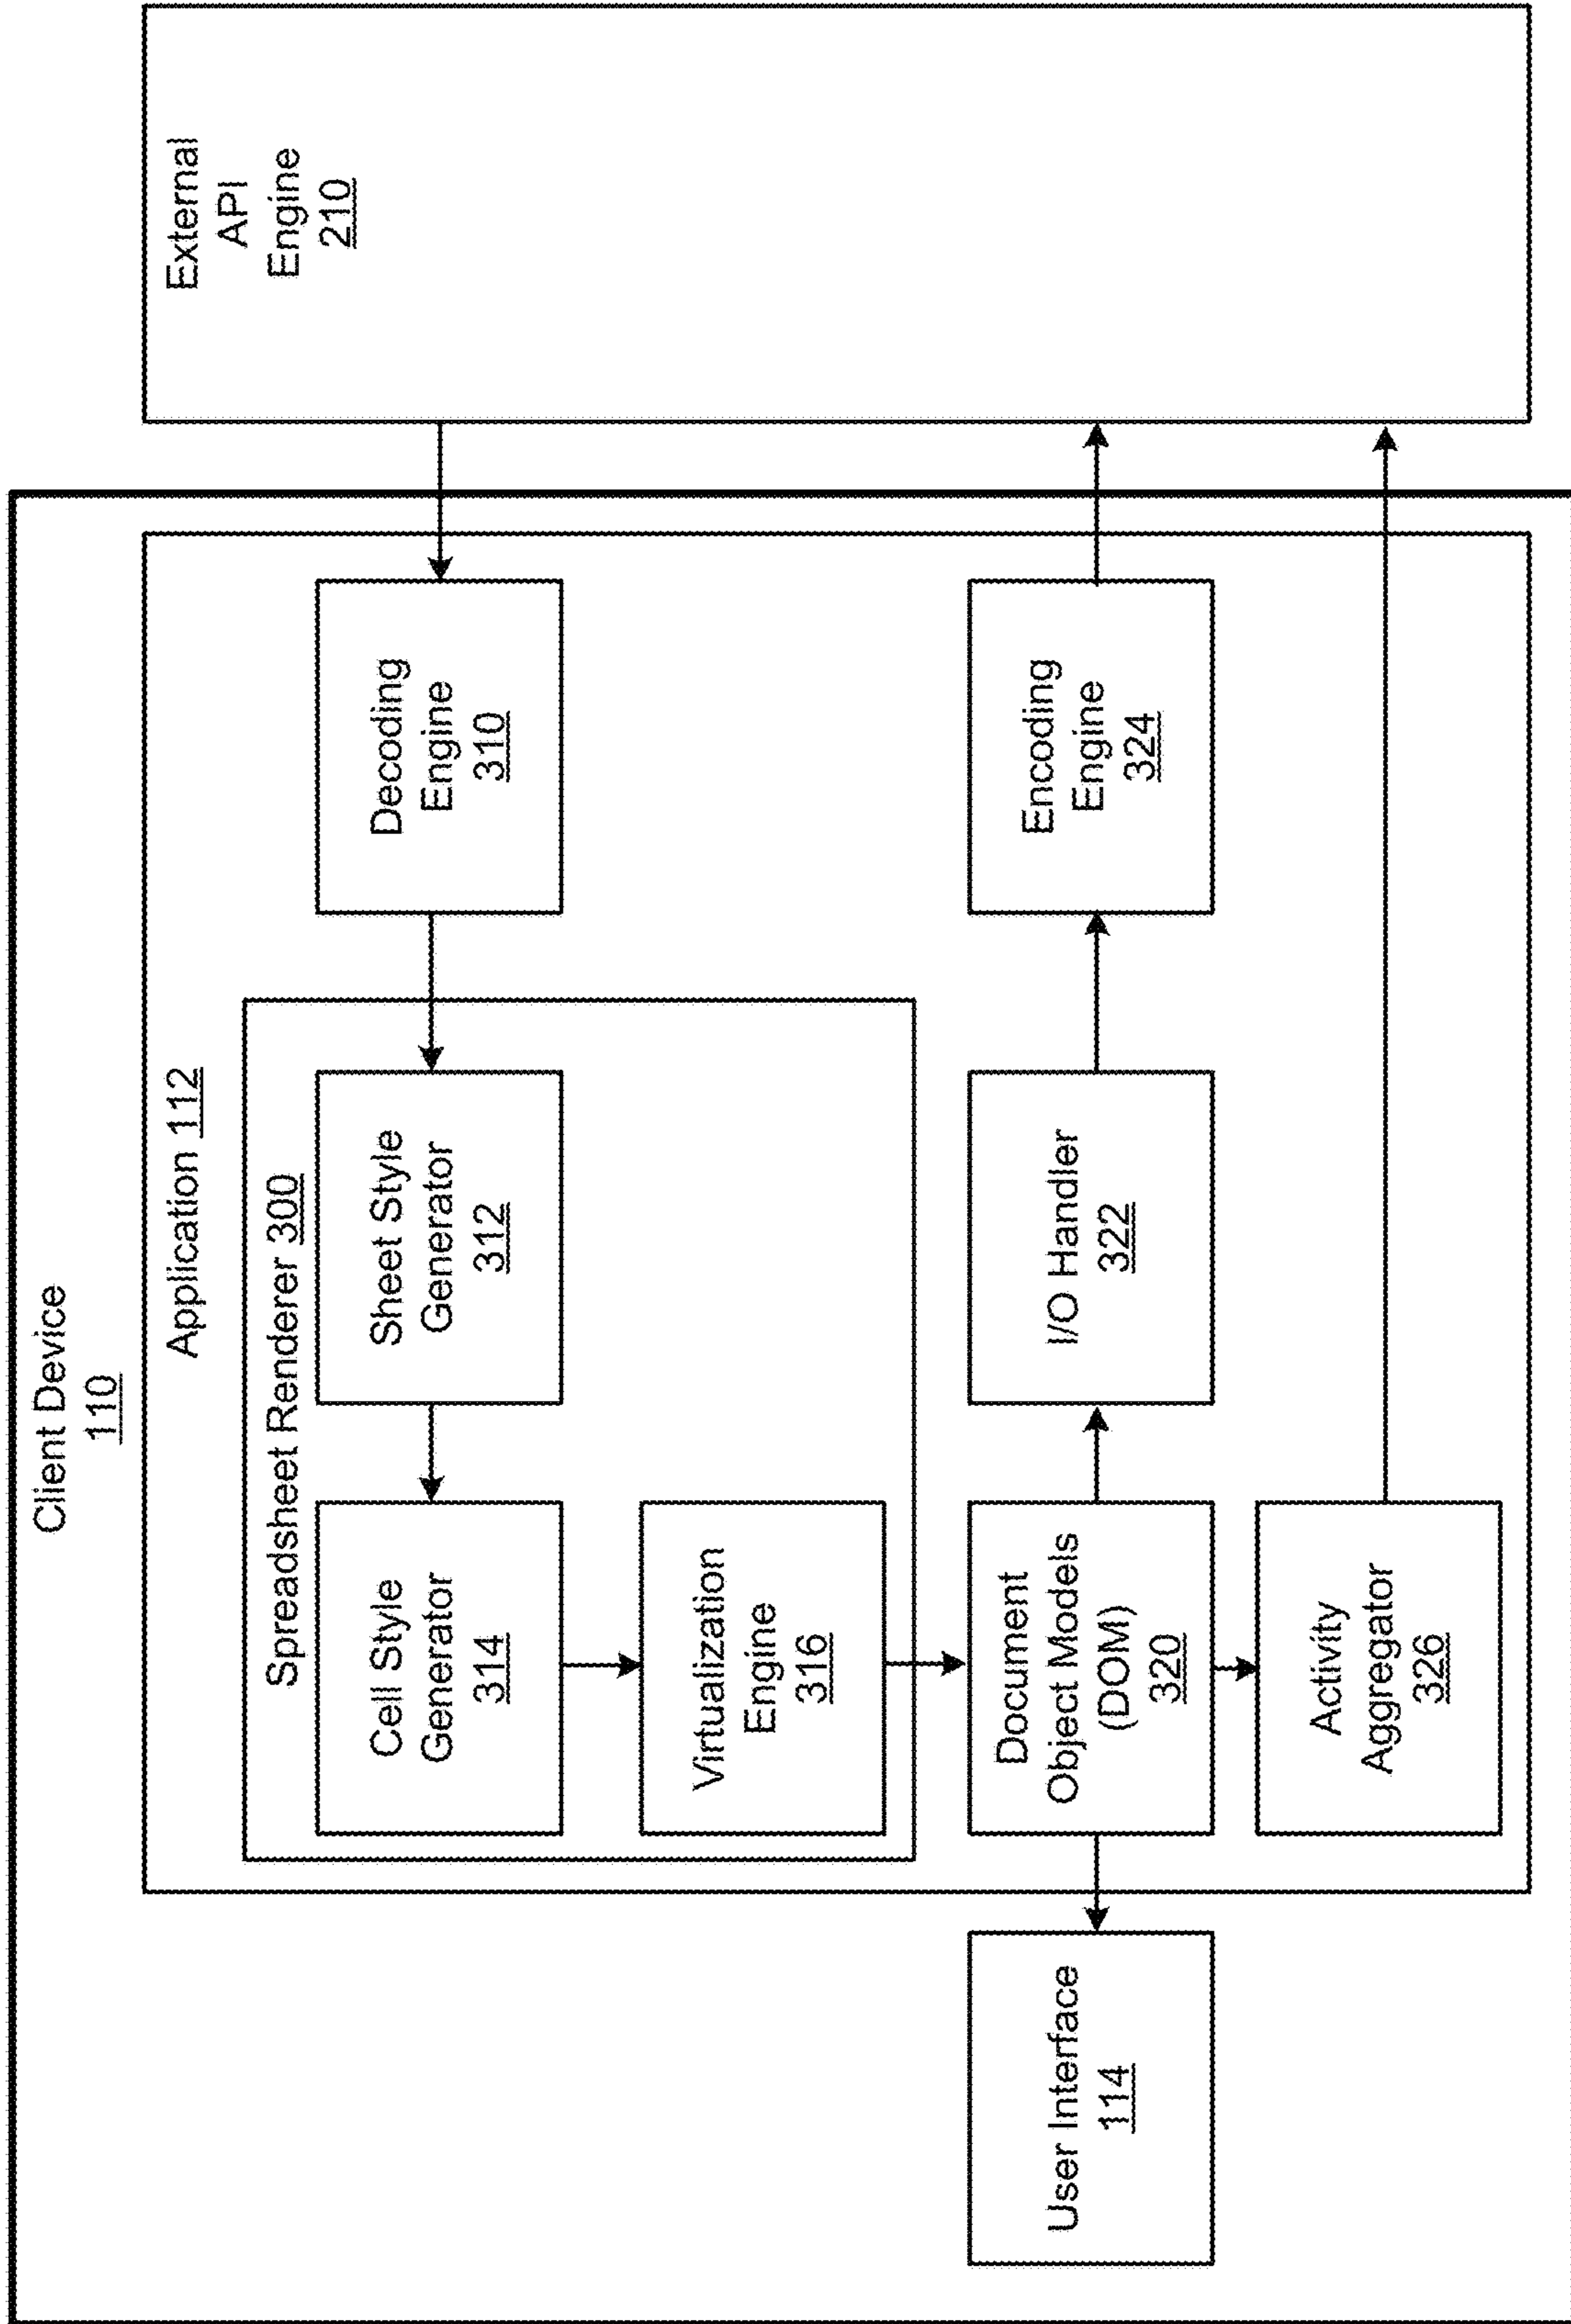 Client Device
110
Application 112
Spreadsheet Renderer 300
Cell Style
Generator
314
Sheet Style
Generator
312
Decoding
Engine
310
External
API
Engine
210
Virtualization
Engine
316
User Interface
114
Document
Object Models
(DOM)
320
I/O Handler
322
Encoding
Engine
324
Activity
Aggregator
326